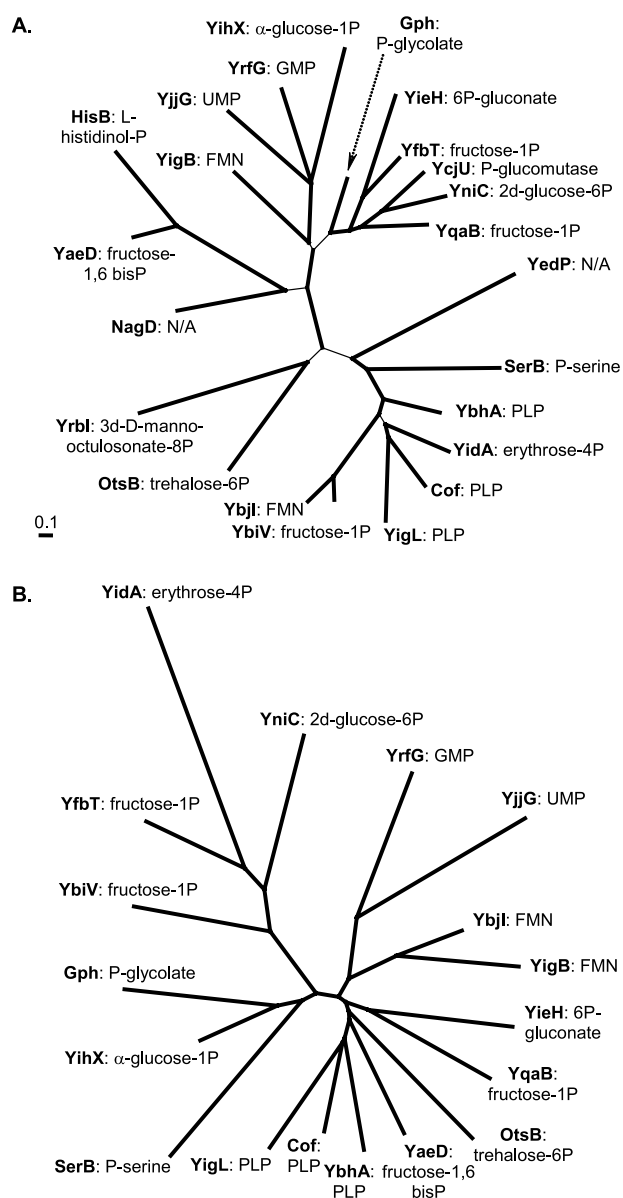 A.
YihX: α-glucose-1P
Gph:
P-glycolate
YrfG: GMP
YjjG: UMP
YieH: 6P-gluconate
HisB: L-
histidinol-P
YigB: FMN
YfbT: fructose-1P
YcjU: P-glucomutase
YniC: 2d-glucose-6P
YqaB: fructose-1P
YaeD: fructose-
1,6 bisP
YedP: N/A
NagD: N/A
SerB: P-serine
YbhA: PLP
YrbI: 3d-D-manno-
octulosonate-8P
YidA: erythrose-4P
OtsB: trehalose-6P
Cof: PLP
YbjI: FMN
YbiV: fructose-1P
YigL: PLP
0.1
B.
YidA: erythrose-4P
YniC: 2d-glucose-6P
YrfG: GMP
YfbT: fructose-1P
YjjG: UMP
YbiV: fructose-1P
YbjI: FMN
YigB: FMN
Gph: P-glycolate
YieH: 6P-
gluconate
YihX: α-glucose-1P
YqaB:
fructose-1P
OtsB:
trehalose-6P
SerB: P-serine
YigL: PLP
Cof:
PLP
YbhA:
PLP
YaeD:
fructose-1,6
bisP